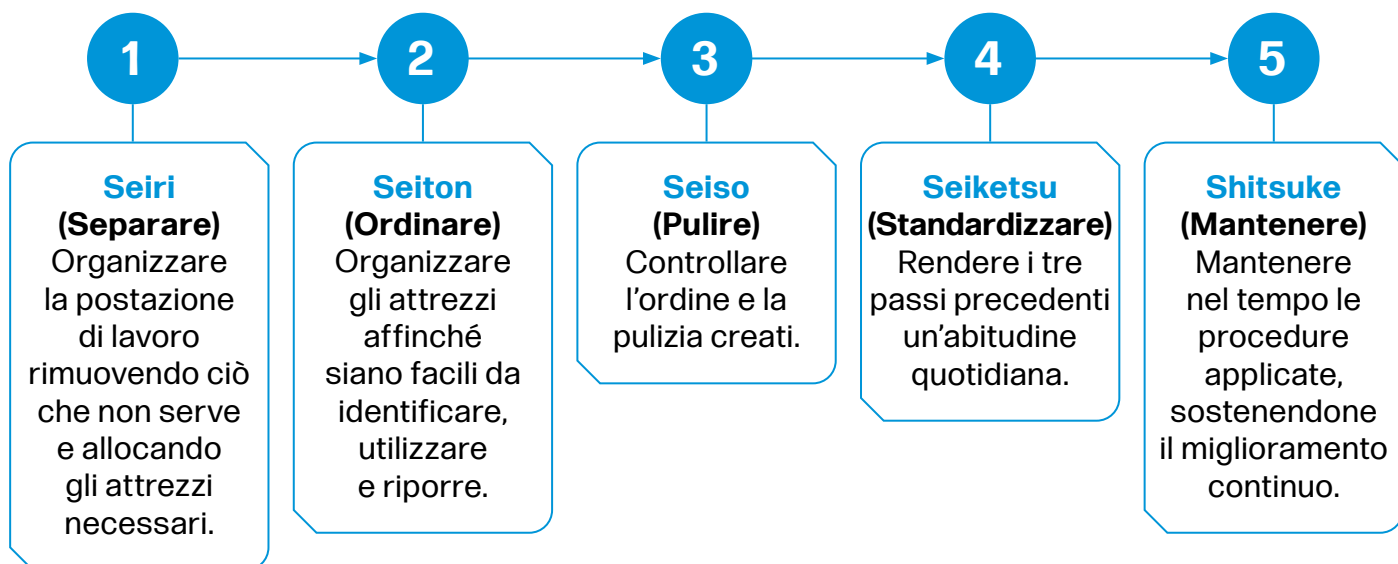 1
2
3
4
5
Seiri
(Separare)
Organizzare
la postazione
di lavoro
rimuovendo ciò
che non serve
e allocando
gli attrezzi
necessari.
Seiton
(Ordinare)
Organizzare
gli attrezzi
affinché
siano facili da
identificare,
utilizzare
e riporre.
Seiso
(Pulire)
Controllare
l’ordine e la
pulizia creati.
Seiketsu
(Standardizzare)
Rendere i tre
passi precedenti
un’abitudine
quotidiana.
Shitsuke
(Mantenere)
Mantenere
nel tempo le
procedure
applicate,
sostenendone
il miglioramento
continuo.